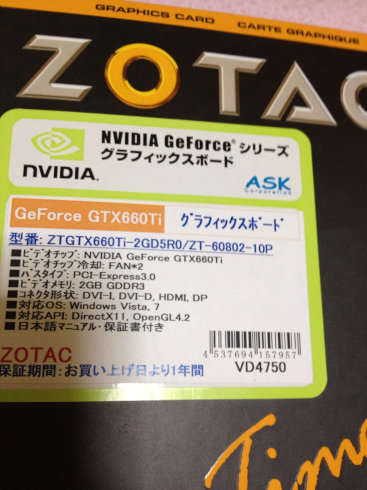 GRAPHICS CARD CARTE GRAPHIQUE
ZOTAC
NVIDIA GeForce® シリーズ
グラフィックスボード
NVIDIA.
ASK
Corporation
GeForce GTX660Ti グラフィックスボード
型番: ZTGTX660Ti-2GD5R0/ZT-60802-10P
■ビデオチップ: NVIDIA GeForce GTX660Ti
■ビデオチップ冷却: FAN*2
■バスタイプ: PCI-Express3.0
■ビデオメモリ: 2GB GDDR3
■コネクタ形状: DVI-I, DVI-D, HDMI, DP
■対応OS: Windows Vista, 7
■対応API: DirectX11, OpenGL4.2
■日本語マニュアル・保証書付き
4537694157957
VD4750
ZOTAC
保証期間: お買い上げ日より1年間